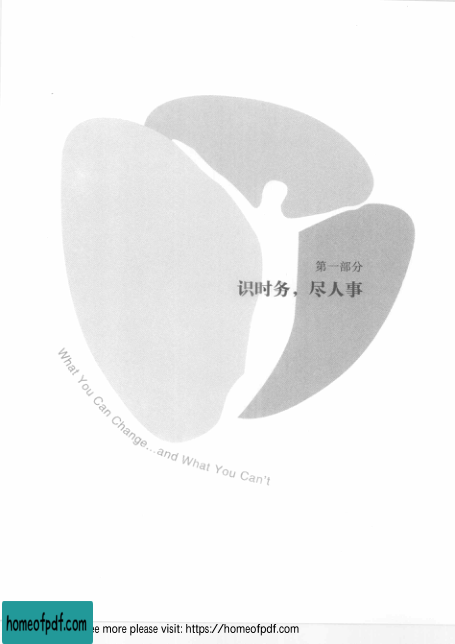 第一部分
识时务，尽人事
What You Can Change...and What You Can't
homeofpdf.com
ee more please visit: https://homeofpdf.com